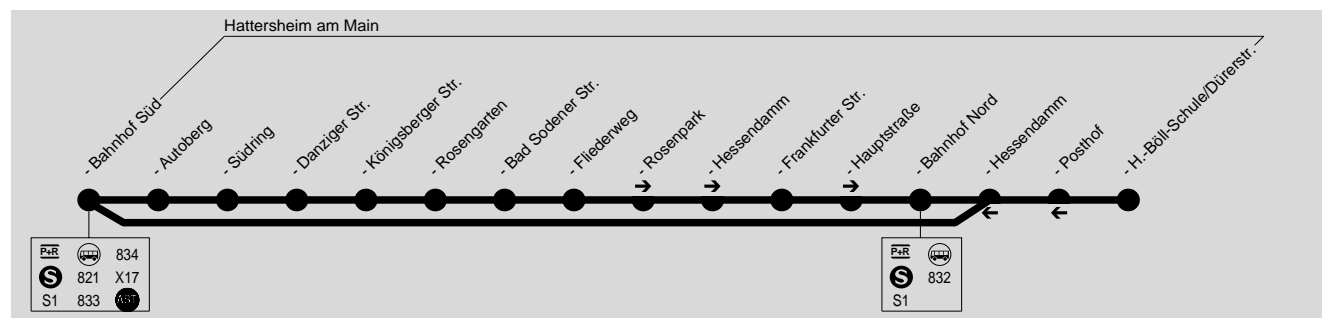 Hattersheim am Main
- Bahnhof Süd
- Autoberg
- Südring
- Danziger Str.
- Königsberger Str.
- Rosengarten
- Bad Sodener Str.
- Fliederweg
- Rosenpark
- Hessendamm
- Frankfurter Str.
- Hauptstraße
- Bahnhof Nord
- Hessendamm
- Posthof
- H.-Böll-Schule/Dürerstr.
P+R 834
S 821 X17
S1 833 AST
P+R
S 832
S1